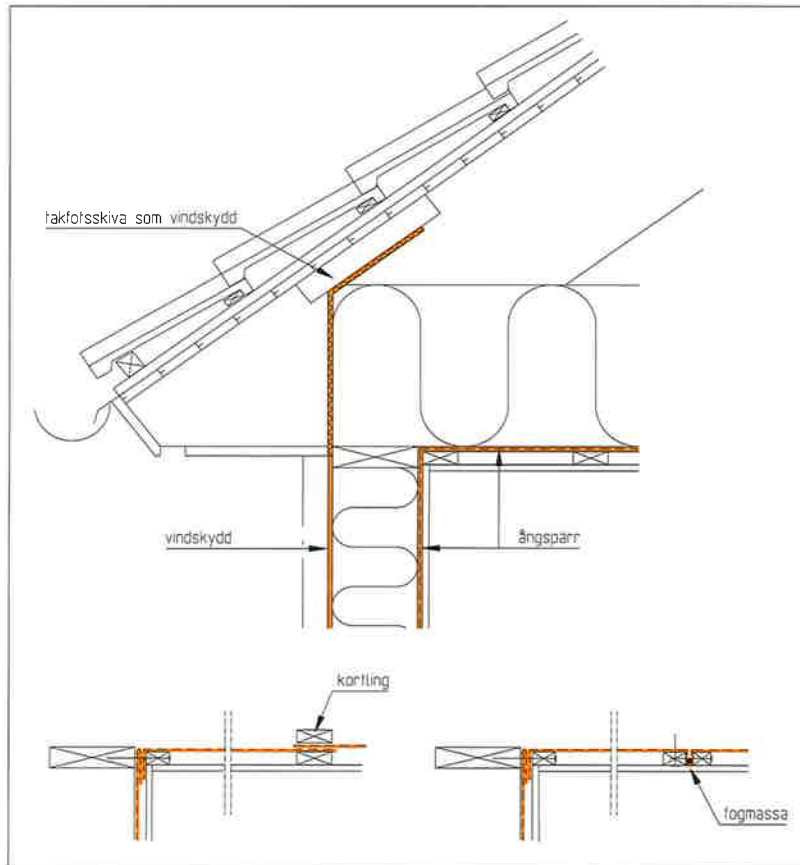 takfotsskiva som vindskydd
vindskydd
ångspärr
kortling
fogmassa